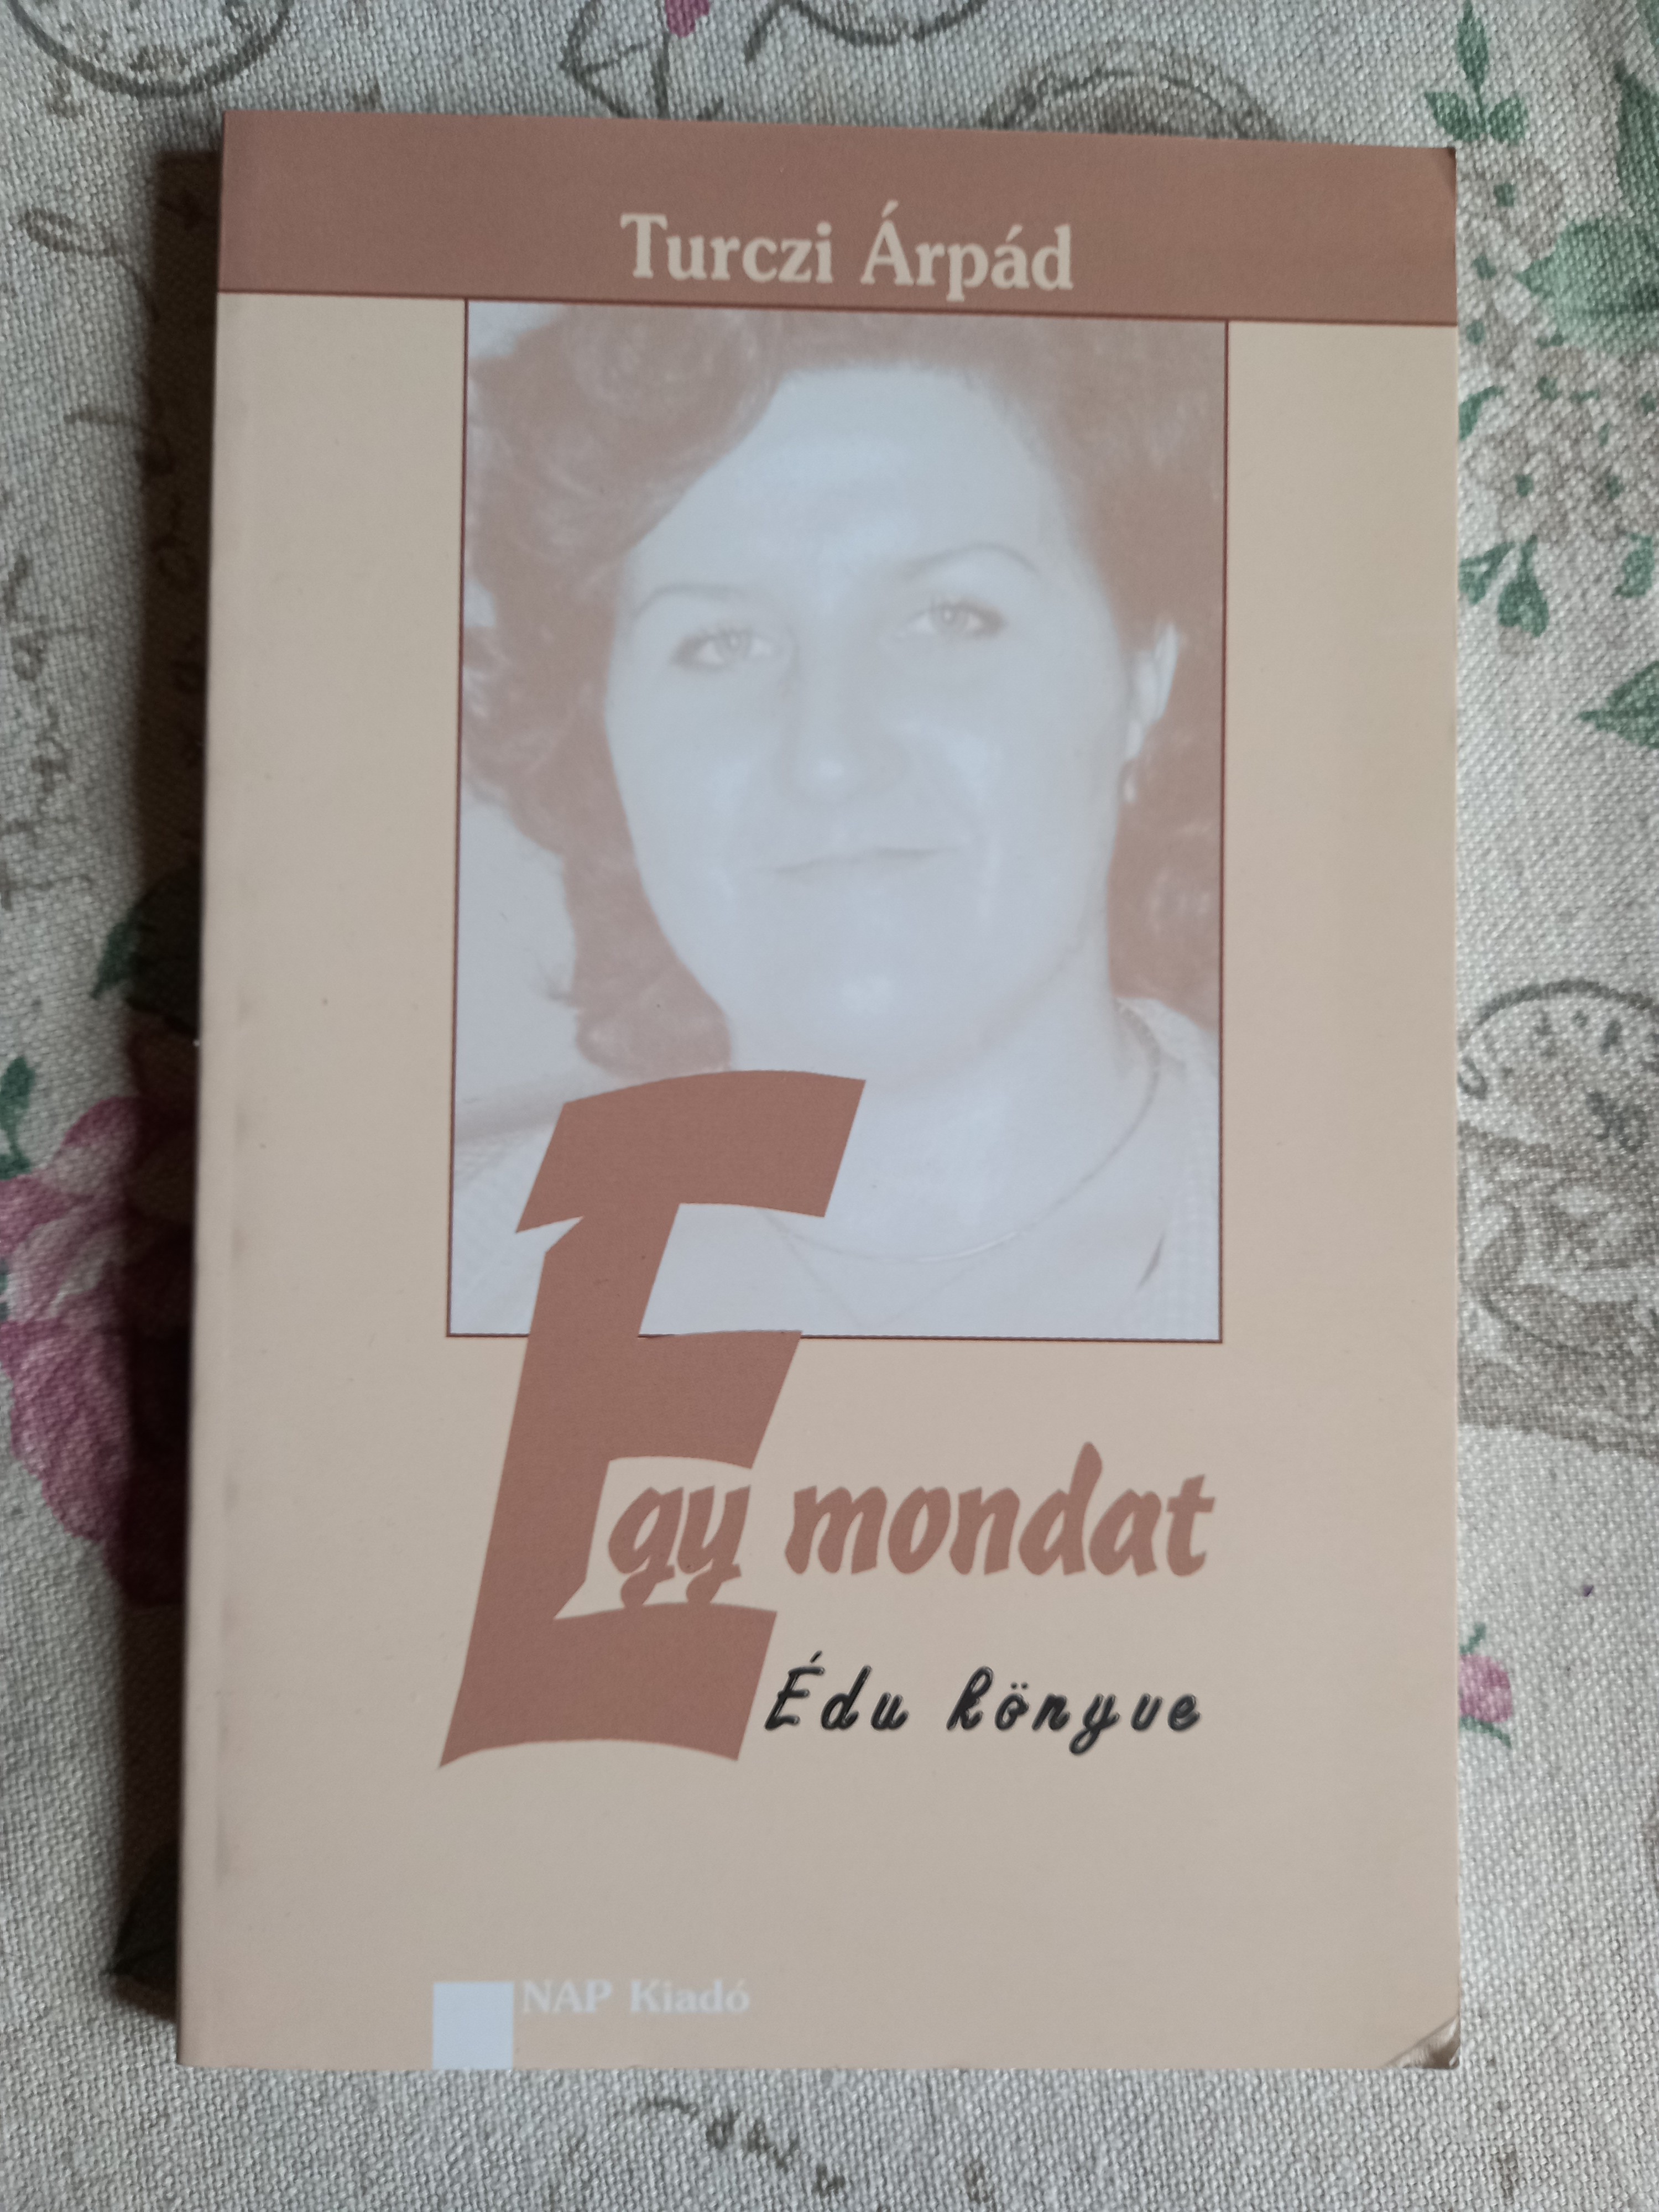 Turczi Árpád
Egy mondat
Édu könyve
NAP Kiadó